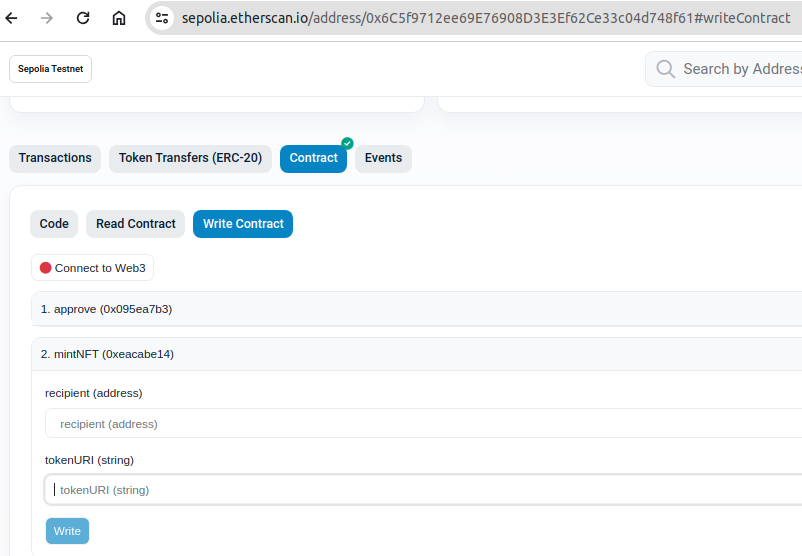 sepolia.etherscan.io/address/0x6C5f9712ee69E76908D3E3Ef62Ce33c04d748f61#writeContract
Sepolia Testnet
Search by Address
Transactions
Token Transfers (ERC-20)
Contract
Events
Code
Read Contract
Write Contract
Connect to Web3
1. approve (0x095ea7b3)
2. mintNFT (0xeacabe14)
recipient (address)
recipient (address)
tokenURI (string)
tokenURI (string)
Write